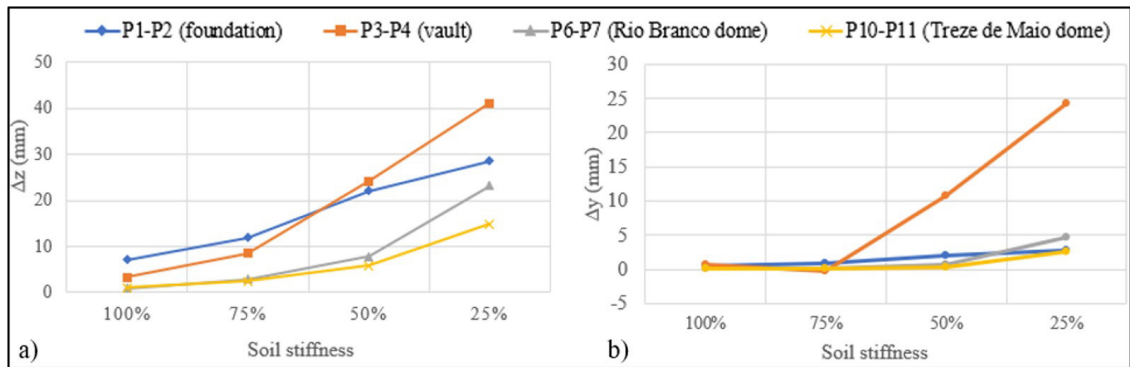 P1-P2 (foundation) P3-P4 (vault) P6-P7 (Rio Branco dome) P10-P11 (Treze de Maio dome)
50
40
30
20
10
0
Δz (mm)
100% 75% 50% 25%
Soil stiffness
a)
30
25
20
15
10
5
0
-5
Δy (mm)
100% 75% 50% 25%
Soil stiffness
b)